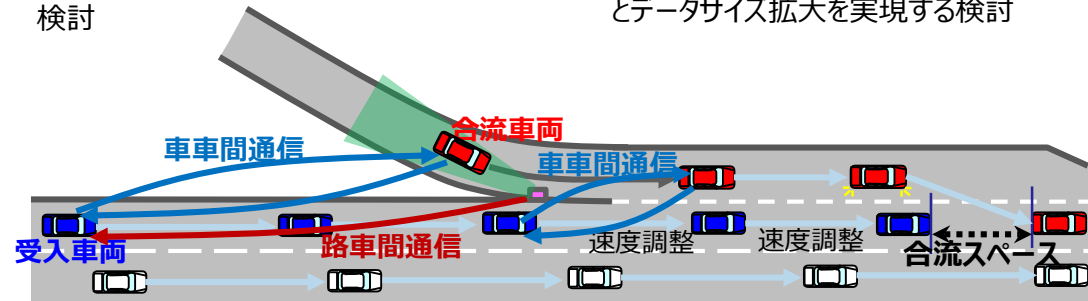 検討
とデータサイズ拡大を実現する検討
合流車両
車車間通信
車車間通信
受入車両
路車間通信
速度調整
速度調整
合流スペース